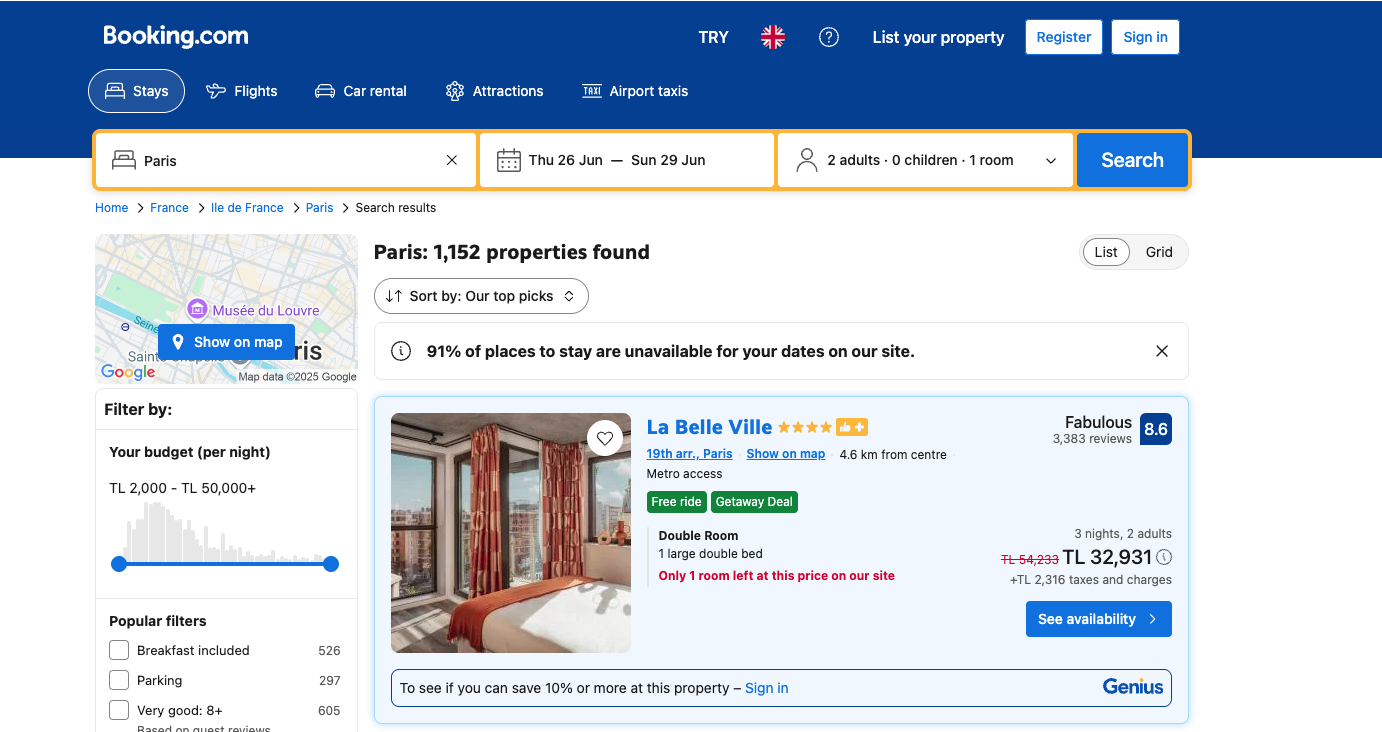 Booking.com
TRY
List your property
Register
Sign in
Stays
Flights
Car rental
Attractions
TAXI
Airport taxis
Paris
Thu 26 Jun — Sun 29 Jun
2 adults · 0 children · 1 room
Search
Home > France > Ile de France > Paris > Search results
Musée du Louvre
Seine
Show on map
Google
Map data ©2025 Google
Filter by:
Your budget (per night)
TL 2,000 - TL 50,000+
Popular filters
Breakfast included 526
Parking 297
Very good: 8+ 605
Based on guest reviews
Paris: 1,152 properties found
List
Grid
Sort by: Our top picks
91% of places to stay are unavailable for your dates on our site.
La Belle Ville
Fabulous
3,383 reviews
8.6
19th arr., Paris
Show on map
4.6 km from centre
Metro access
Free ride
Getaway Deal
Double Room
1 large double bed
Only 1 room left at this price on our site
3 nights, 2 adults
TL 54,233 TL 32,931
+TL 2,316 taxes and charges
See availability
To see if you can save 10% or more at this property – Sign in
Genius